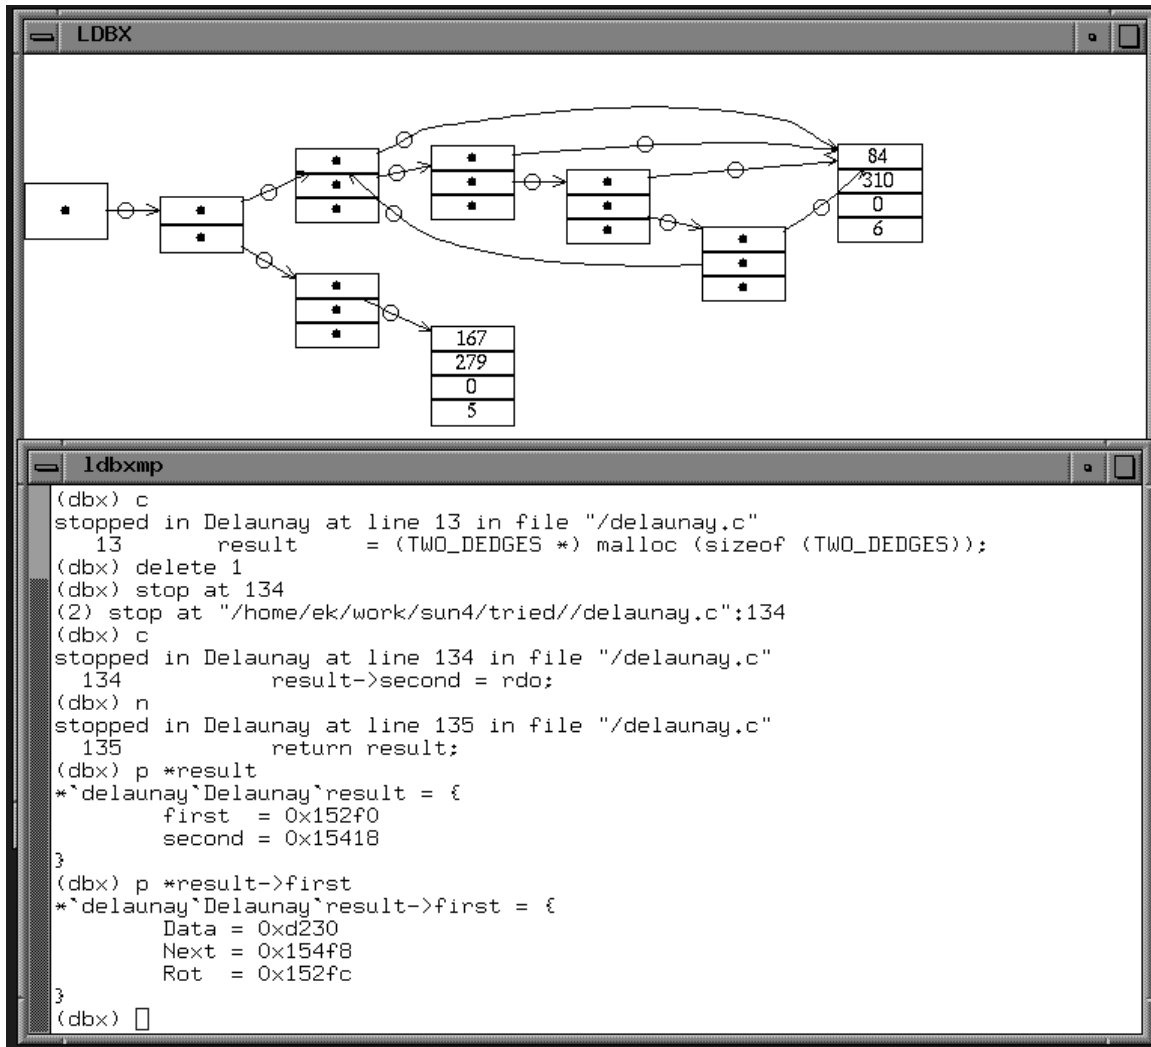 LDBX
84
310
0
6
167
279
0
5
ldbxmp
(dbx) c
stopped in Delaunay at line 13 in file "/delaunay.c"
   13        result     = (TWO_DEDGES *) malloc (sizeof (TWO_DEDGES));
(dbx) delete 1
(dbx) stop at 134
(2) stop at "/home/ek/work/sun4/tried//delaunay.c":134
(dbx) c
stopped in Delaunay at line 134 in file "/delaunay.c"
  134            result->second = rdo;
(dbx) n
stopped in Delaunay at line 135 in file "/delaunay.c"
  135            return result;
(dbx) p *result
*`delaunay`Delaunay`result = {
        first  = 0x152f0
        second = 0x15418
}
(dbx) p *result->first
*`delaunay`Delaunay`result->first = {
        Data = 0xd230
        Next = 0x154f8
        Rot  = 0x152fc
}
(dbx)